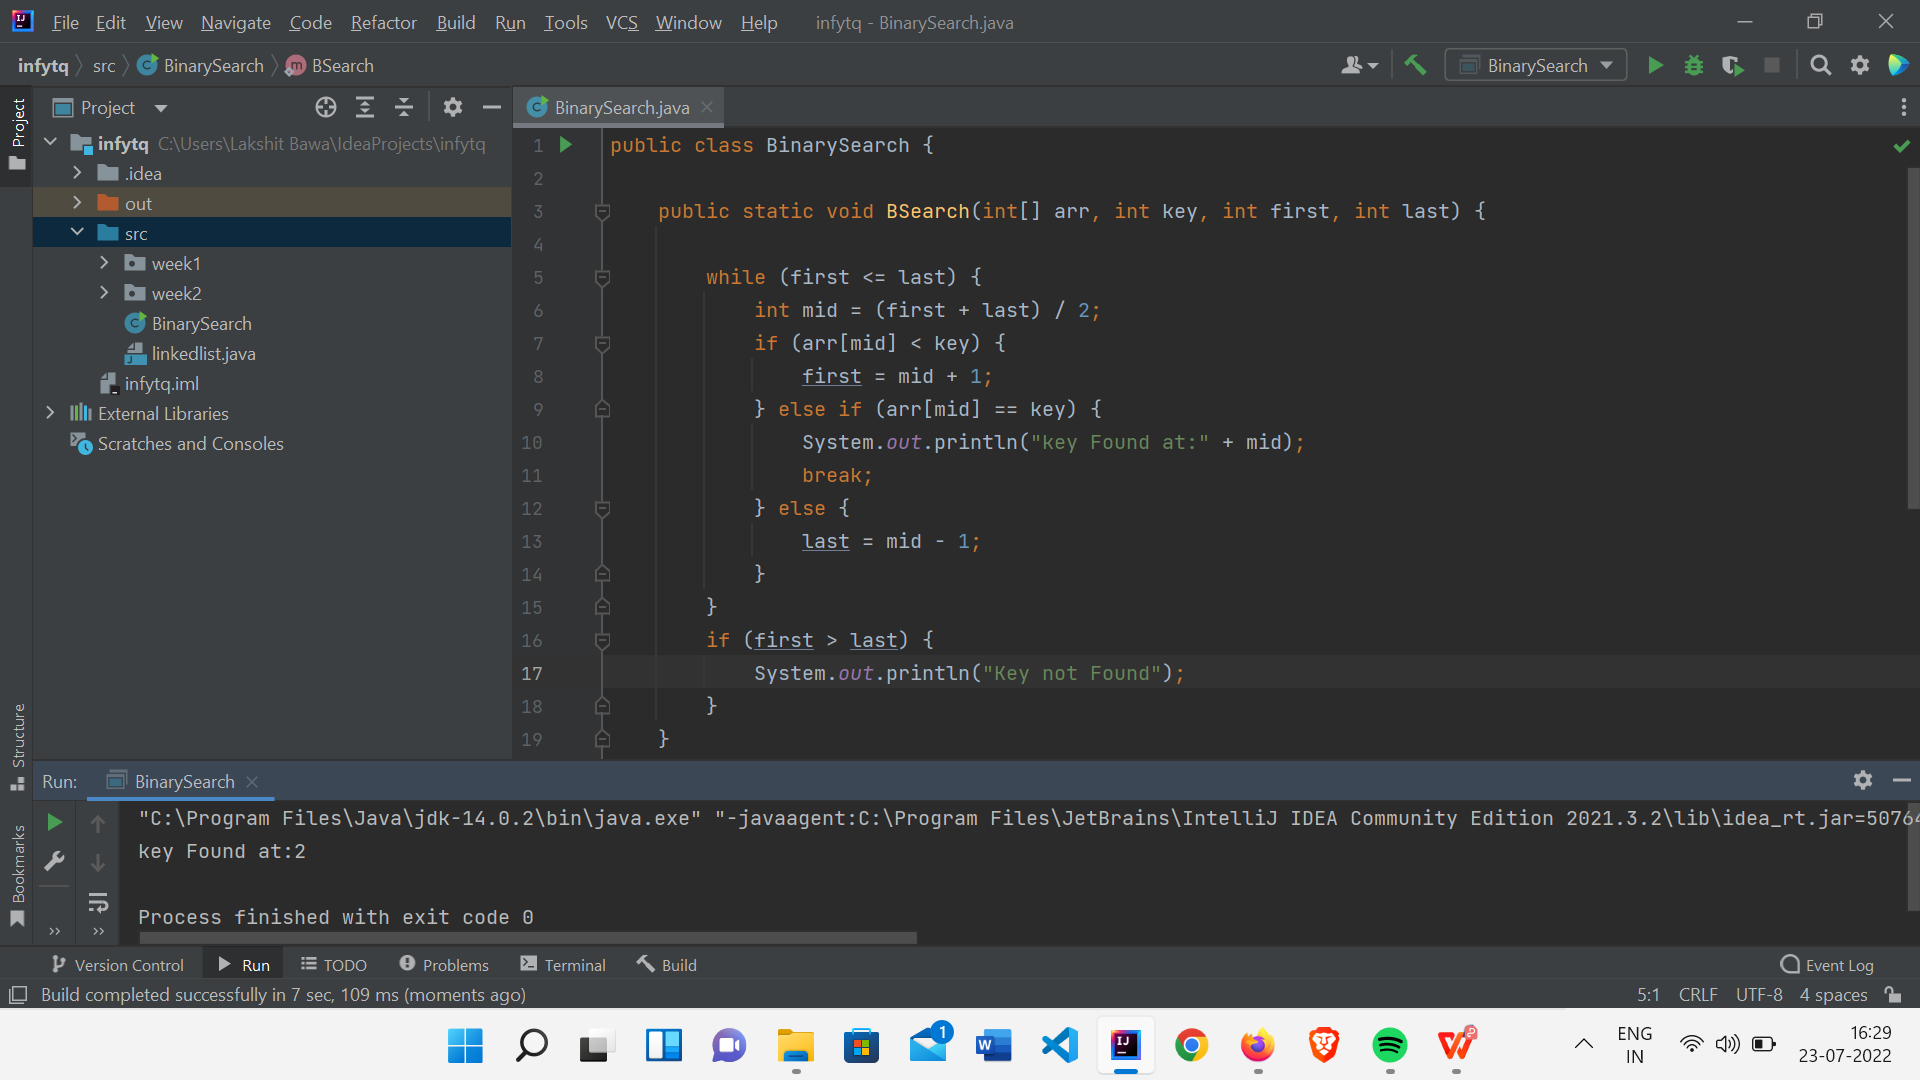 File Edit View Navigate Code Refactor Build Run Tools VCS Window Help infytq - BinarySearch.java
infytq src BinarySearch BSearch BinarySearch
Project
Project
BinarySearch.java
infytq C:\Users\Lakshit Bawa\IdeaProjects\infytq
.idea
out
src
week1
week2
BinarySearch
linkedlist.java
infytq.iml
External Libraries
Scratches and Consoles
1 public class BinarySearch {
2
3 public static void BSearch(int[] arr, int key, int first, int last) {
4
5 while (first <= last) {
6 int mid = (first + last) / 2;
7 if (arr[mid] < key) {
8 first = mid + 1;
9 } else if (arr[mid] == key) {
10 System.out.println("key Found at:" + mid);
11 break;
12 } else {
13 last = mid - 1;
14 }
15 }
16 if (first > last) {
17 System.out.println("Key not Found");
18 }
19 }
Structure
Bookmarks
Run: BinarySearch
"C:\Program Files\Java\jdk-14.0.2\bin\java.exe" "-javaagent:C:\Program Files\JetBrains\IntelliJ IDEA Community Edition 2021.3.2\lib\idea_rt.jar=50764
key Found at:2
Process finished with exit code 0
Version Control Run TODO Problems Terminal Build Event Log
Build completed successfully in 7 sec, 109 ms (moments ago) 5:1 CRLF UTF-8 4 spaces
1
ENG
IN
16:29
23-07-2022